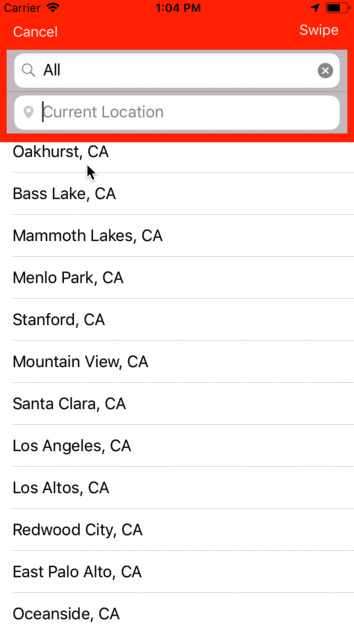 Carrier 1:04 PM
Cancel Swipe
All
Current Location
Oakhurst, CA
Bass Lake, CA
Mammoth Lakes, CA
Menlo Park, CA
Stanford, CA
Mountain View, CA
Santa Clara, CA
Los Angeles, CA
Los Altos, CA
Redwood City, CA
East Palo Alto, CA
Oceanside, CA